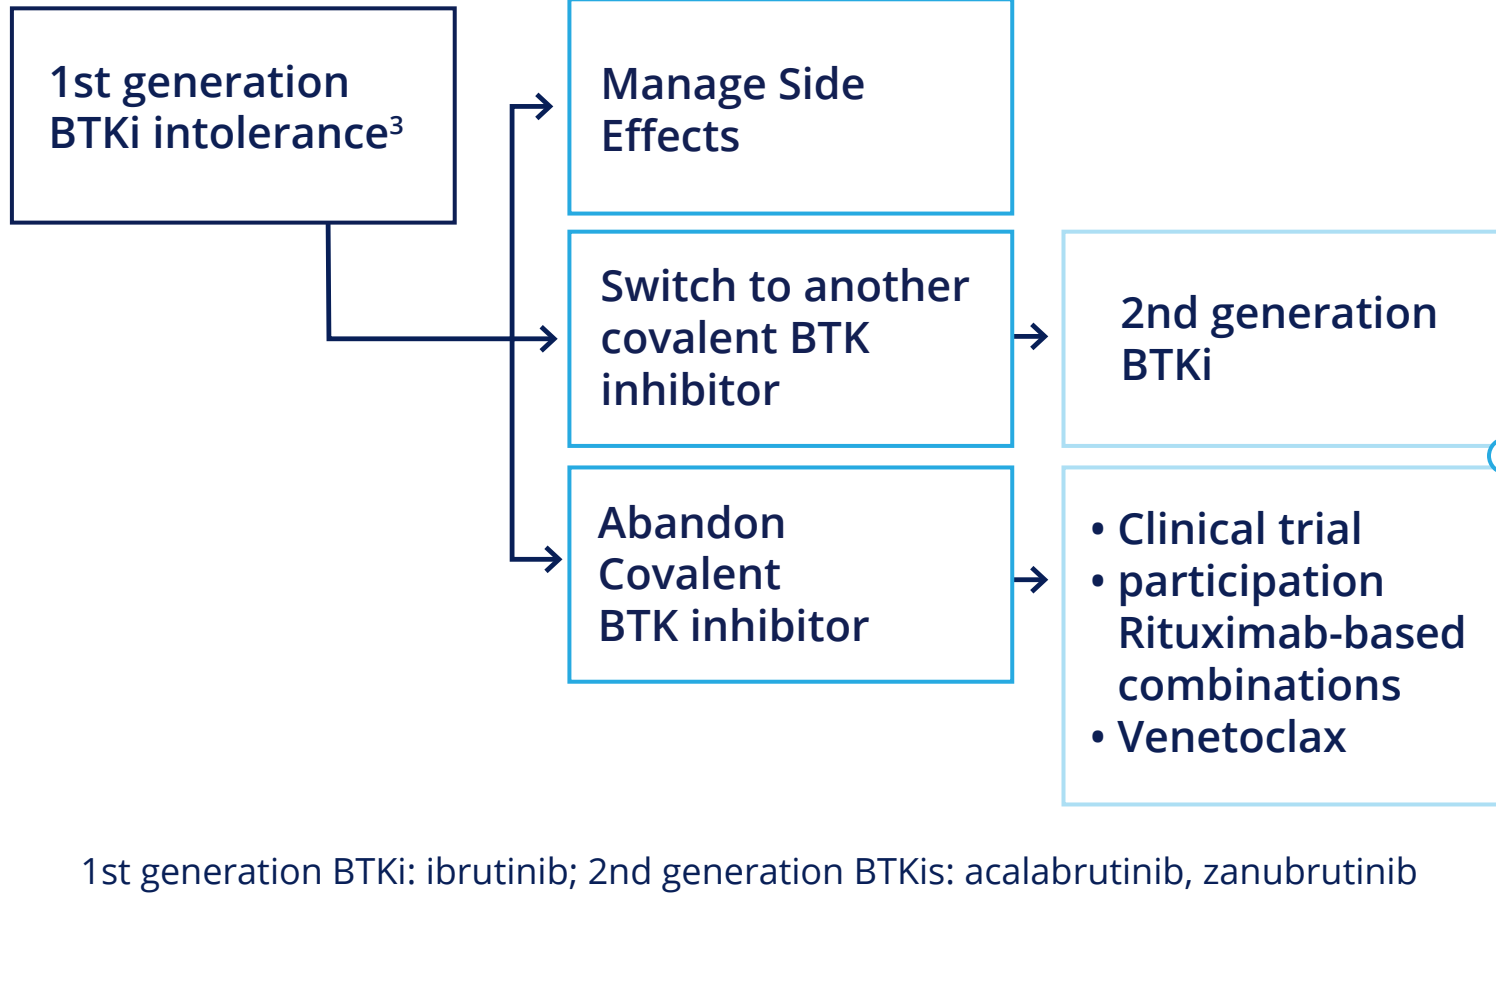 1st generation
BTKi intolerance³
Manage Side
Effects
Switch to another
covalent BTK
inhibitor
2nd generation
BTKi
Abandon
Covalent
BTK inhibitor
• Clinical trial
• participation
Rituximab-based
combinations
• Venetoclax
1st generation BTKi: ibrutinib; 2nd generation BTKis: acalabrutinib, zanubrutinib